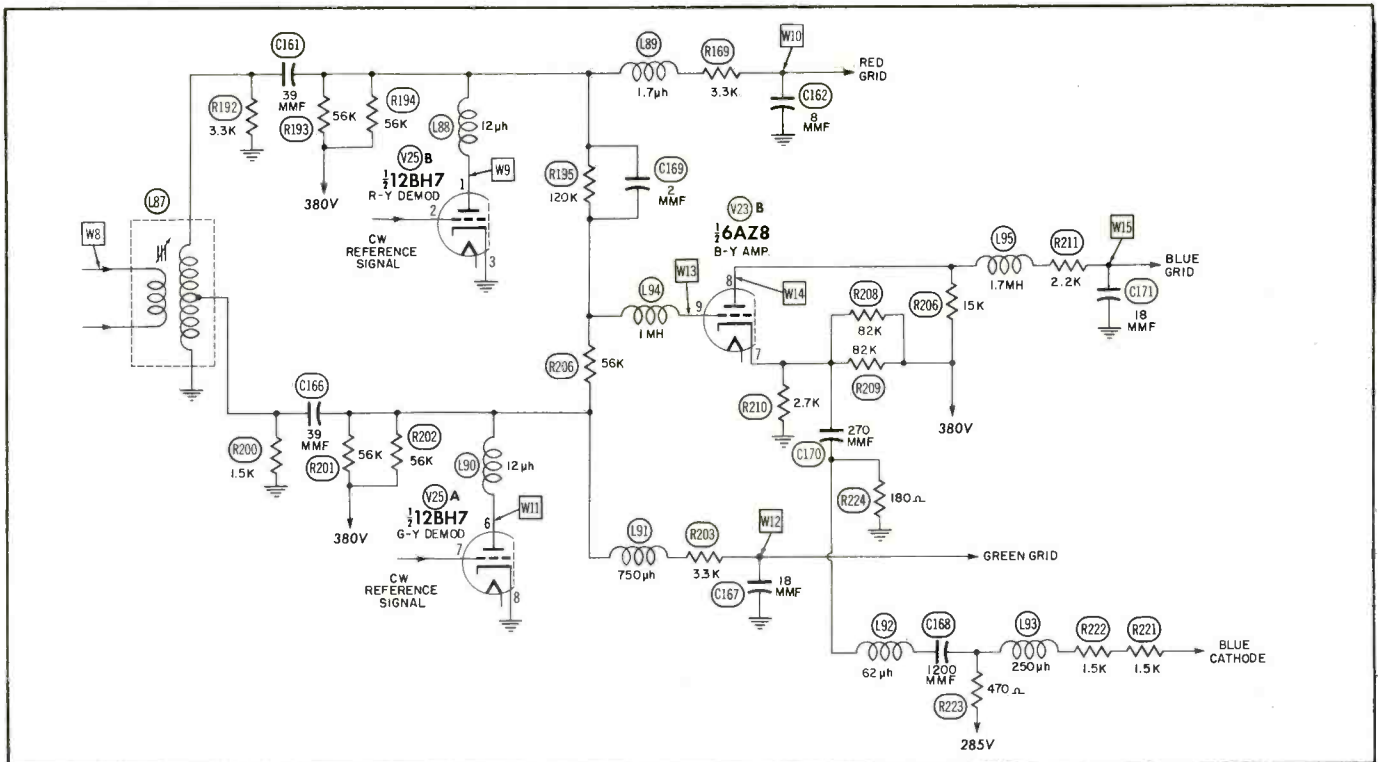 C161
39
MMF
R192
3.3K
R193
56K
R194
56K
380V
L88
12μh
V25 B
½12BH7
R-Y DEMOD
W9
1
2
3
CW
REFERENCE
SIGNAL
L89
1.7μh
R169
3.3K
W10
RED
GRID
C162
8
MMF
R195
120K
C169
2
MMF
L87
W8
V23 B
½6AZ8
B-Y AMP.
L94
1 MH
W13
9
8
W14
7
L95
1.7MH
R211
2.2K
W15
BLUE
GRID
C171
18
MMF
R206
15K
R208
82K
82K
R209
R210
2.7K
380V
R206
56K
C166
39
MMF
R200
1.5K
R201
56K
R202
56K
380V
L90
12μh
V25 A
½12BH7
G-Y DEMOD
W11
6
7
8
CW
REFERENCE
SIGNAL
270
MMF
C170
R224
180Ω
L91
750μh
R203
3.3K
W12
C167
18
MMF
GREEN GRID
L92
62μh
C168
1200
MMF
L93
250μh
R222
1.5K
R221
1.5K
BLUE
CATHODE
R223
470Ω
285V